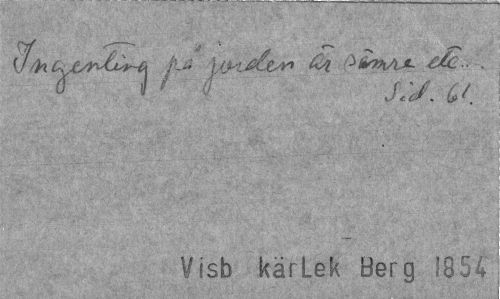 Ingenting på jorden är sämre etc...
Sid. 61.
Visb kärLek Berg 1854